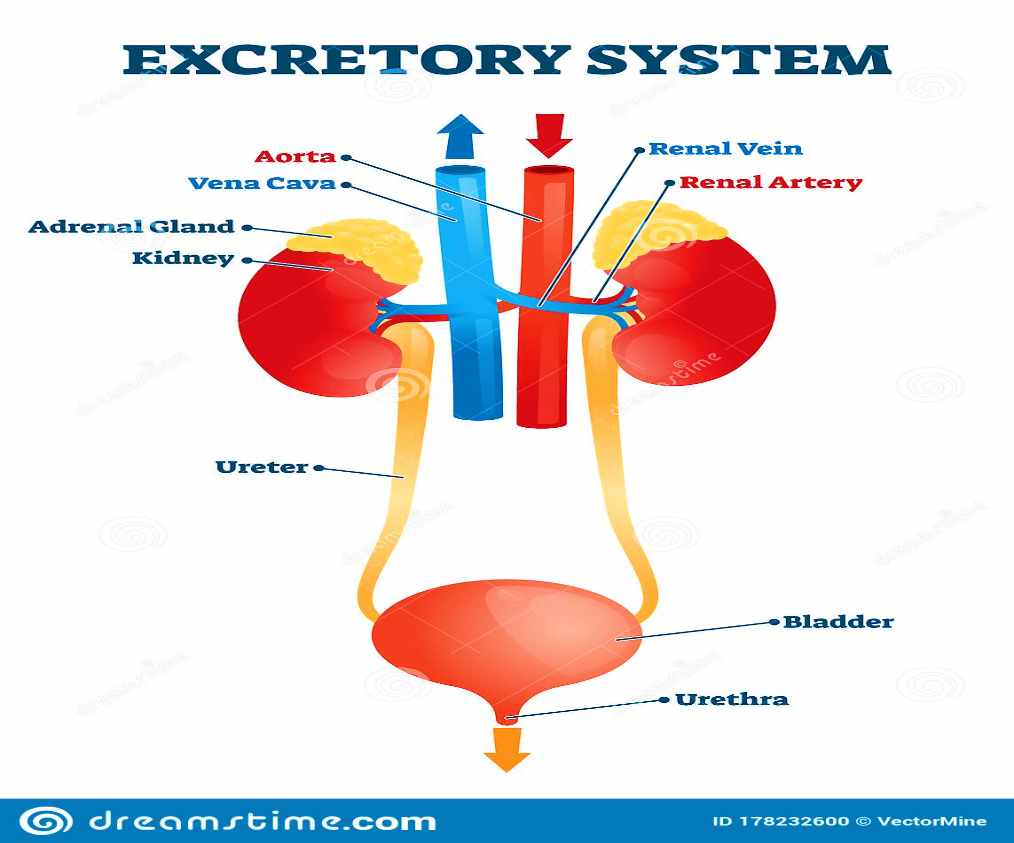 EXCRETORY SYSTEM
Aorta
Vena Cava
Adrenal Gland
Kidney
Renal Vein
Renal Artery
Ureter
Bladder
Urethra
dreamstime.com
ID 178232600 © VectorMine